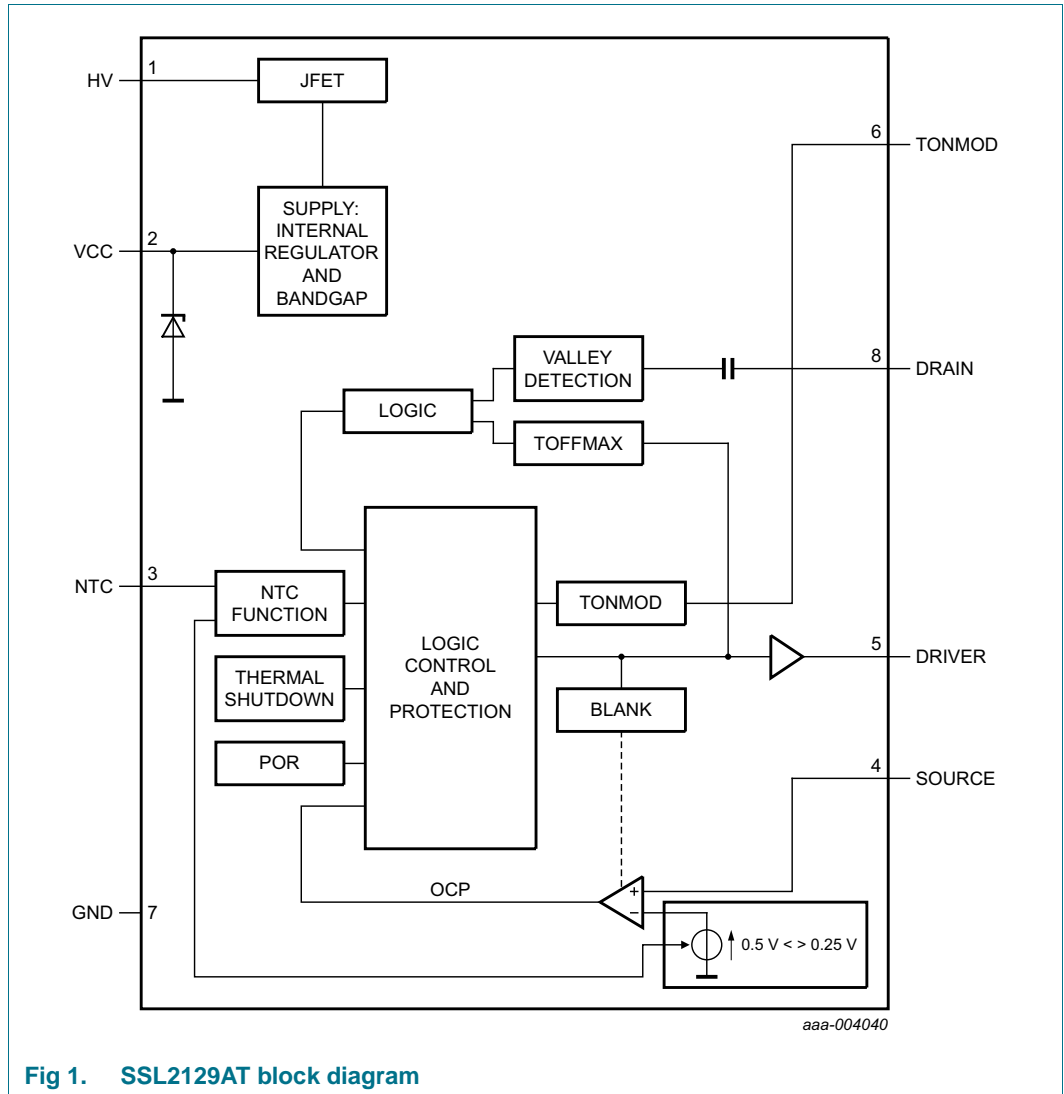 HV
1
JFET
6
TONMOD
SUPPLY:
INTERNAL
REGULATOR
AND
BANDGAP
VCC
2
VALLEY
DETECTION
8
DRAIN
LOGIC
TOFFMAX
NTC
3
NTC
FUNCTION
TONMOD
LOGIC
CONTROL
AND
PROTECTION
5
DRIVER
THERMAL
SHUTDOWN
BLANK
POR
4
SOURCE
OCP
+
−
GND
7
0.5 V < > 0.25 V
aaa-004040
Fig 1. SSL2129AT block diagram